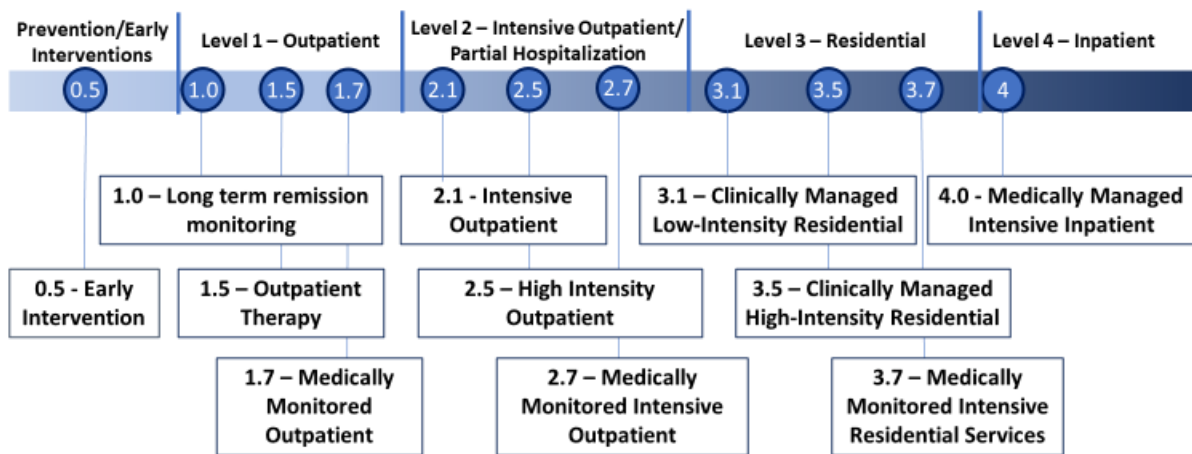 Prevention/Early
Interventions
Level 1 – Outpatient
Level 2 – Intensive Outpatient/
Partial Hospitalization
Level 3 – Residential
Level 4 – Inpatient
0.5
1.0
1.5
1.7
2.1
2.5
2.7
3.1
3.5
3.7
4
1.0 – Long term remission
monitoring
2.1 - Intensive
Outpatient
3.1 – Clinically Managed
Low-Intensity Residential
4.0 - Medically Managed
Intensive Inpatient
0.5 - Early
Intervention
1.5 – Outpatient
Therapy
2.5 – High Intensity
Outpatient
3.5 – Clinically Managed
High-Intensity Residential
1.7 – Medically
Monitored
Outpatient
2.7 – Medically
Monitored Intensive
Outpatient
3.7 – Medically
Monitored Intensive
Residential Services